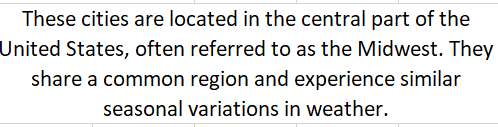 These cities are located in the central part of the
United States, often referred to as the Midwest. They
share a common region and experience similar
seasonal variations in weather.